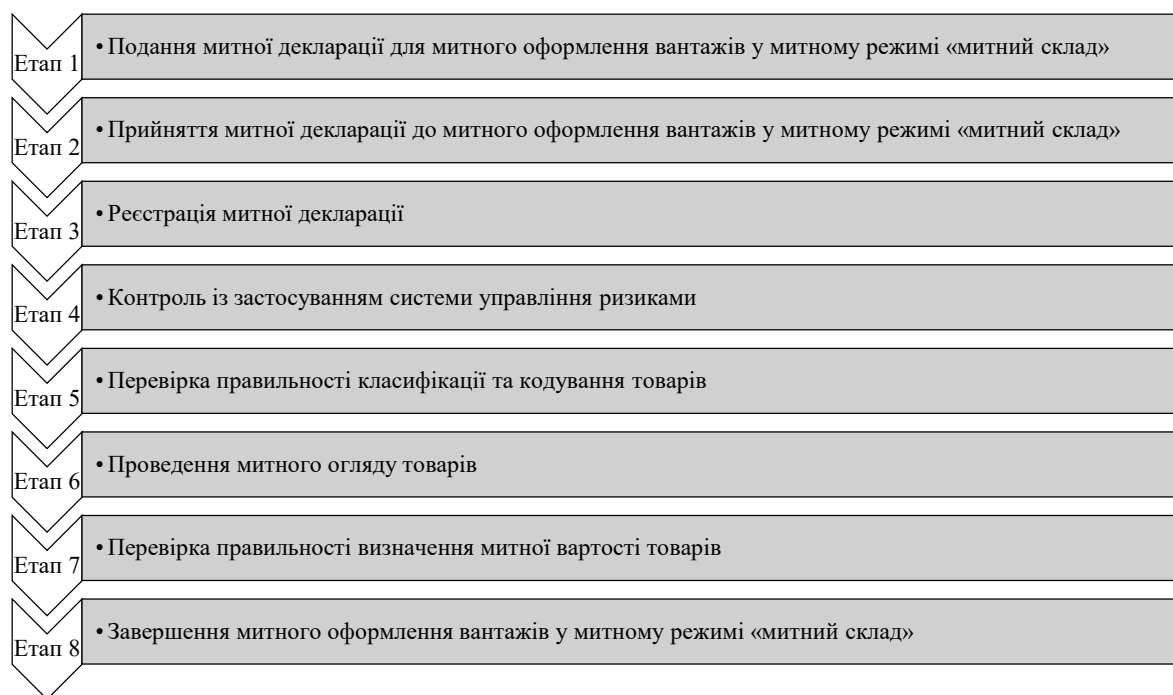 Етап 1
• Подання митної декларації для митного оформлення вантажів у митному режимі «митний склад»
Етап 2
• Прийняття митної декларації до митного оформлення вантажів у митному режимі «митний склад»
Етап 3
• Реєстрація митної декларації
Етап 4
• Контроль із застосуванням системи управління ризиками
Етап 5
• Перевірка правильності класифікації та кодування товарів
Етап 6
• Проведення митного огляду товарів
Етап 7
• Перевірка правильності визначення митної вартості товарів
Етап 8
• Завершення митного оформлення вантажів у митному режимі «митний склад»